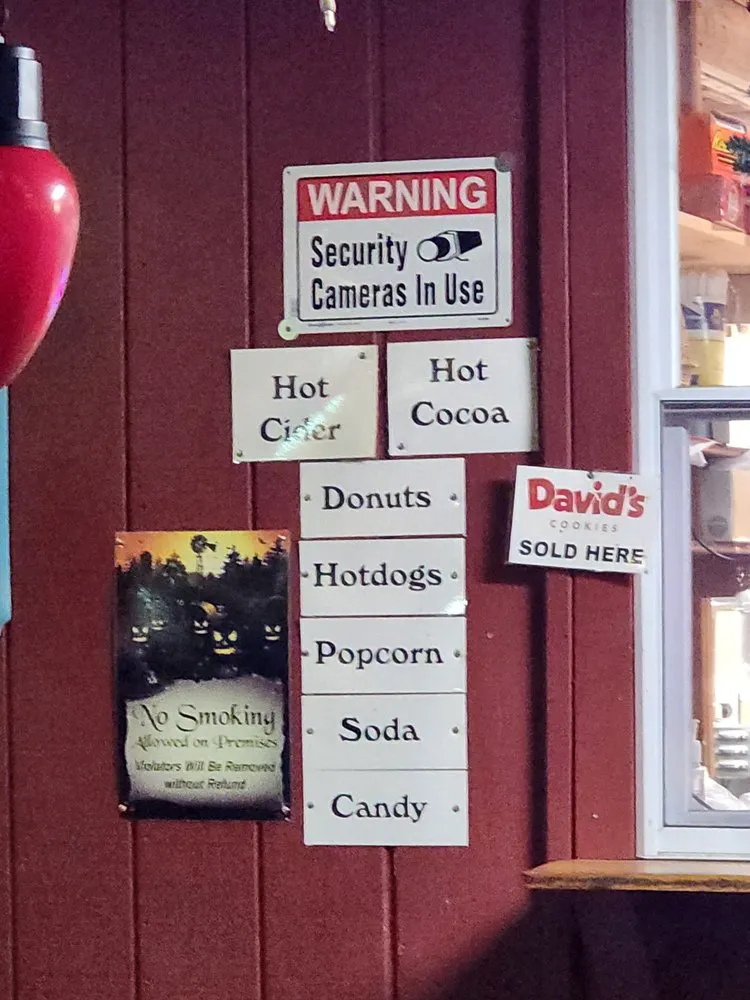 WARNING
Security
Cameras In Use
Hot
Cider
Hot
Cocoa
Donuts
David's
COOKIES
SOLD HERE
Hotdogs
Popcorn
Soda
Candy
No Smoking
Allowed on Premises
Violators Will Be Removed
without Refund